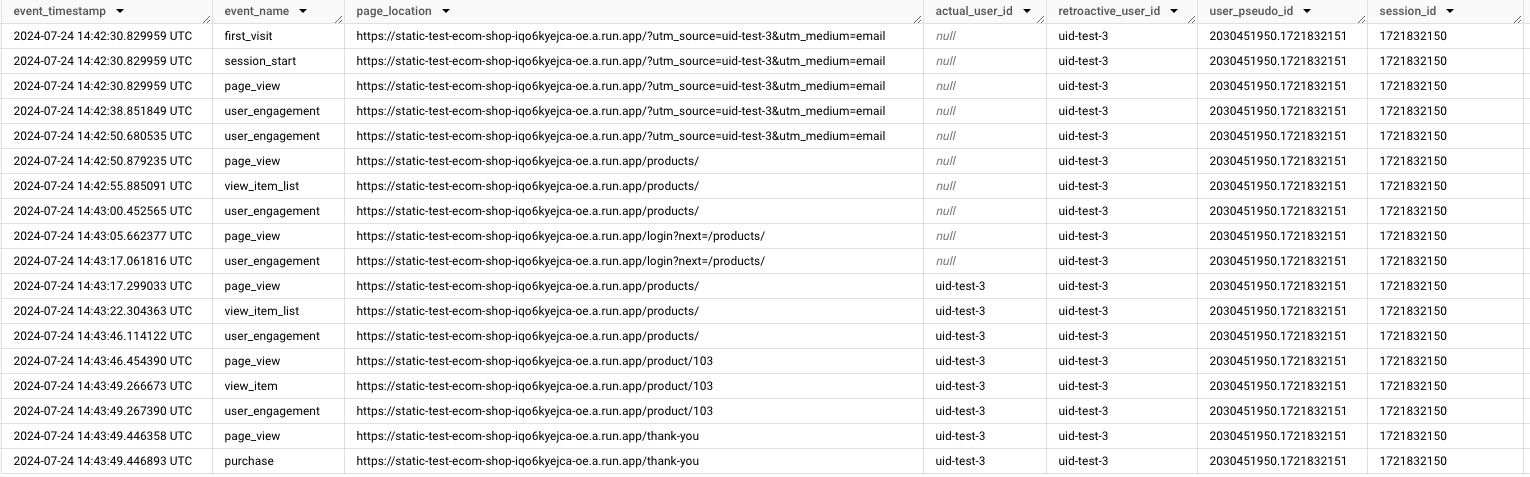 event_timestamp event_name page_location actual_user_id retroactive_user_id user_pseudo_id session_id
2024-07-24 14:42:30.829959 UTC first_visit https://static-test-ecom-shop-iqo6kyejca-oe.a.run.app/?utm_source=uid-test-3&utm_medium=email null uid-test-3 2030451950.1721832151 1721832150
2024-07-24 14:42:30.829959 UTC session_start https://static-test-ecom-shop-iqo6kyejca-oe.a.run.app/?utm_source=uid-test-3&utm_medium=email null uid-test-3 2030451950.1721832151 1721832150
2024-07-24 14:42:30.829959 UTC page_view https://static-test-ecom-shop-iqo6kyejca-oe.a.run.app/?utm_source=uid-test-3&utm_medium=email null uid-test-3 2030451950.1721832151 1721832150
2024-07-24 14:42:38.851849 UTC user_engagement https://static-test-ecom-shop-iqo6kyejca-oe.a.run.app/?utm_source=uid-test-3&utm_medium=email null uid-test-3 2030451950.1721832151 1721832150
2024-07-24 14:42:50.680535 UTC user_engagement https://static-test-ecom-shop-iqo6kyejca-oe.a.run.app/?utm_source=uid-test-3&utm_medium=email null uid-test-3 2030451950.1721832151 1721832150
2024-07-24 14:42:50.879235 UTC page_view https://static-test-ecom-shop-iqo6kyejca-oe.a.run.app/products/ null uid-test-3 2030451950.1721832151 1721832150
2024-07-24 14:42:55.885091 UTC view_item_list https://static-test-ecom-shop-iqo6kyejca-oe.a.run.app/products/ null uid-test-3 2030451950.1721832151 1721832150
2024-07-24 14:43:00.452565 UTC user_engagement https://static-test-ecom-shop-iqo6kyejca-oe.a.run.app/products/ null uid-test-3 2030451950.1721832151 1721832150
2024-07-24 14:43:05.662377 UTC page_view https://static-test-ecom-shop-iqo6kyejca-oe.a.run.app/login?next=/products/ null uid-test-3 2030451950.1721832151 1721832150
2024-07-24 14:43:17.061816 UTC user_engagement https://static-test-ecom-shop-iqo6kyejca-oe.a.run.app/login?next=/products/ null uid-test-3 2030451950.1721832151 1721832150
2024-07-24 14:43:17.299033 UTC page_view https://static-test-ecom-shop-iqo6kyejca-oe.a.run.app/products/ uid-test-3 uid-test-3 2030451950.1721832151 1721832150
2024-07-24 14:43:22.304363 UTC view_item_list https://static-test-ecom-shop-iqo6kyejca-oe.a.run.app/products/ uid-test-3 uid-test-3 2030451950.1721832151 1721832150
2024-07-24 14:43:46.114122 UTC user_engagement https://static-test-ecom-shop-iqo6kyejca-oe.a.run.app/products/ uid-test-3 uid-test-3 2030451950.1721832151 1721832150
2024-07-24 14:43:46.454390 UTC page_view https://static-test-ecom-shop-iqo6kyejca-oe.a.run.app/product/103 uid-test-3 uid-test-3 2030451950.1721832151 1721832150
2024-07-24 14:43:49.266673 UTC view_item https://static-test-ecom-shop-iqo6kyejca-oe.a.run.app/product/103 uid-test-3 uid-test-3 2030451950.1721832151 1721832150
2024-07-24 14:43:49.267390 UTC user_engagement https://static-test-ecom-shop-iqo6kyejca-oe.a.run.app/product/103 uid-test-3 uid-test-3 2030451950.1721832151 1721832150
2024-07-24 14:43:49.446358 UTC page_view https://static-test-ecom-shop-iqo6kyejca-oe.a.run.app/thank-you uid-test-3 uid-test-3 2030451950.1721832151 1721832150
2024-07-24 14:43:49.446893 UTC purchase https://static-test-ecom-shop-iqo6kyejca-oe.a.run.app/thank-you uid-test-3 uid-test-3 2030451950.1721832151 1721832150